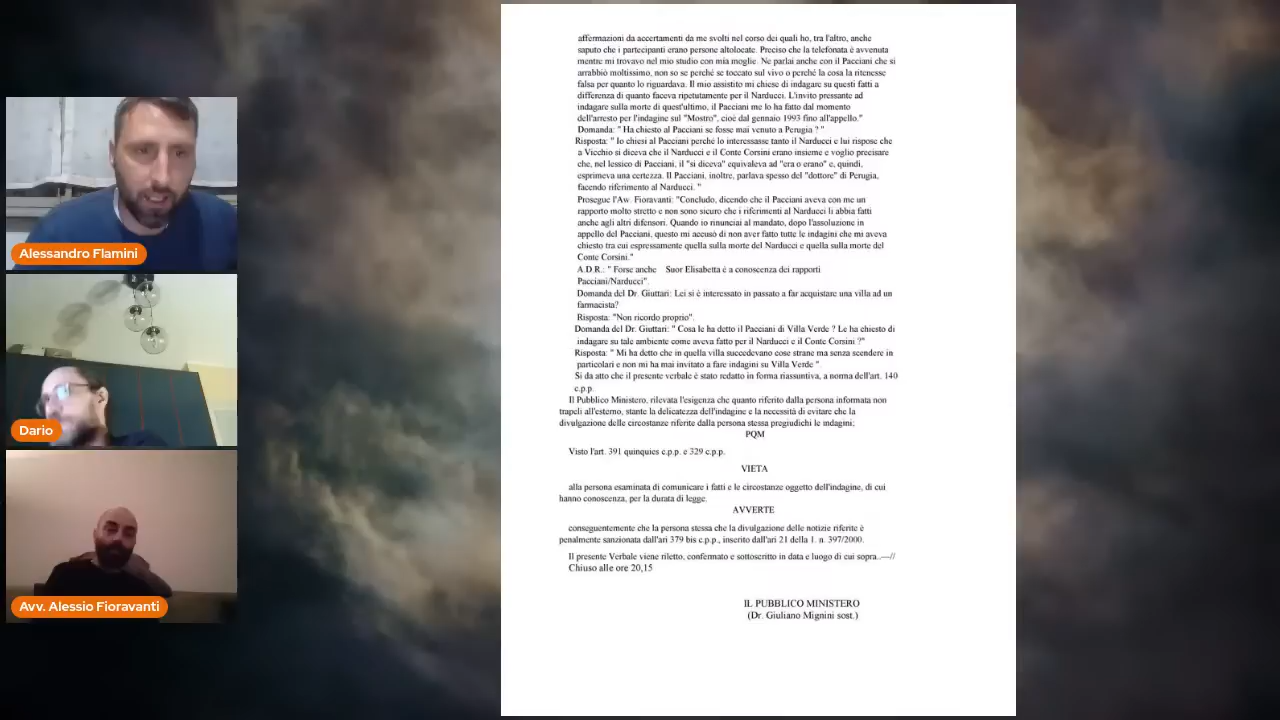 Alessandro Flamini
Dario
Avv. Alessio Fioravanti
affermazioni da accertamenti da me svolti nel corso dei quali ho, tra l'altro, anche
saputo che i partecipanti erano persone altolocate. Preciso che la telefonata è avvenuta
mentre mi trovavo nel mio studio con mia moglie. Ne parlai anche con il Pacciani che si
arrabbiò moltissimo, non so se perché se toccato sul vivo o perché la cosa la ritenesse
falsa per quanto lo riguardava. Il mio assistito mi chiese di indagare su questi fatti a
differenza di quanto faceva ripetutamente per il Narducci. L'invito pressante ad
indagare sulla morte di quest'ultimo, il Pacciani me lo ha fatto dal momento
dell'arresto per l'indagine sul "Mostro", cioè dal gennaio 1993 fino all'appello."
Domanda: " Ha chiesto al Pacciani se fosse mai venuto a Perugia ? "
Risposta: " Io chiesi al Pacciani perché lo interessasse tanto il Narducci e lui rispose che
a Vicchio si diceva che il Narducci e il Conte Corsini erano insieme e voglio precisare
che, nel lessico di Pacciani, il "si diceva" equivaleva ad "era o erano" e, quindi,
esprimeva una certezza. Il Pacciani, inoltre, parlava spesso del "dottore" di Perugia,
facendo riferimento al Narducci. "
Prosegue l'Aw. Fioravanti: "Concludo, dicendo che il Pacciani aveva con me un
rapporto molto stretto e non sono sicuro che i riferimenti al Narducci li abbia fatti
anche agli altri difensori. Quando io rinunciai al mandato, dopo l'assoluzione in
appello del Pacciani, questo mi accusò di non aver fatto tutte le indagini che mi aveva
chiesto tra cui espressamente quella sulla morte del Narducci e quella sulla morte del
Conte Corsini."
A.D.R.: " Forse anche Suor Elisabetta è a conoscenza dei rapporti
Pacciani/Narducci".
Domanda del Dr. Giuttari: Lei si è interessato in passato a far acquistare una villa ad un
farmacista?
Risposta: "Non ricordo proprio".
Domanda del Dr. Giuttari: " Cosa le ha detto il Pacciani di Villa Verde ? Le ha chiesto di
indagare su tale ambiente come aveva fatto per il Narducci e il Conte Corsini ?"
Risposta: " Mi ha detto che in quella villa succedevano cose strane ma senza scendere in
particolari e non mi ha mai invitato a fare indagini su Villa Verde "
Si dà atto che il presente verbale è stato redatto in forma riassuntiva, a norma dell'art. 140
c.p.p.
Il Pubblico Ministero, rilevata l'esigenza che quanto riferito dalla persona informata non
trapeli all'esterno, stante la delicatezza dell'indagine e la necessità di evitare che la
divulgazione delle circostanze riferite dalla persona stessa pregiudichi le indagini;
PQM
Visto l'art. 391 quinquies c.p.p. e 329 c.p.p.
VIETA
alla persona esaminata di comunicare i fatti e le circostanze oggetto dell'indagine, di cui
hanno conoscenza, per la durata di legge.
AVVERTE
conseguentemente che la persona stessa che la divulgazione delle notizie riferite è
penalmente sanzionata dall'ari 379 bis c.p.p., inserito dall'ari 21 della 1. n. 397/2000.
Il presente Verbale viene riletto, confermato e sottoscritto in data e luogo di cui sopra..—//
Chiuso alle ore 20,15
IL PUBBLICO MINISTERO
(Dr. Giuliano Mignini sost.)